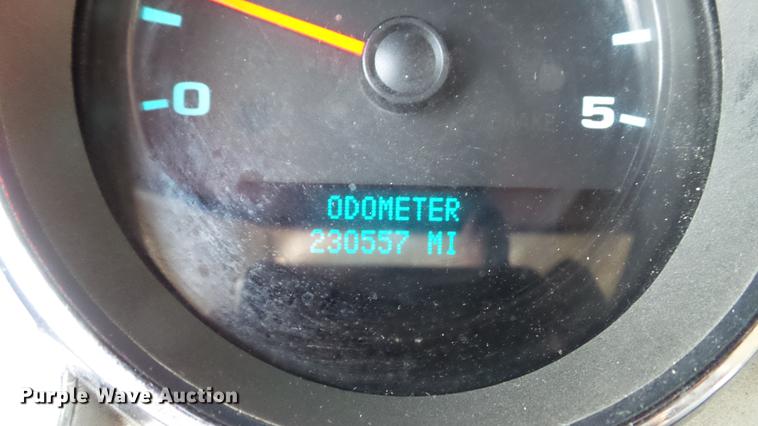 0
5
ODOMETER
230557 MI
Purple Wave Auction